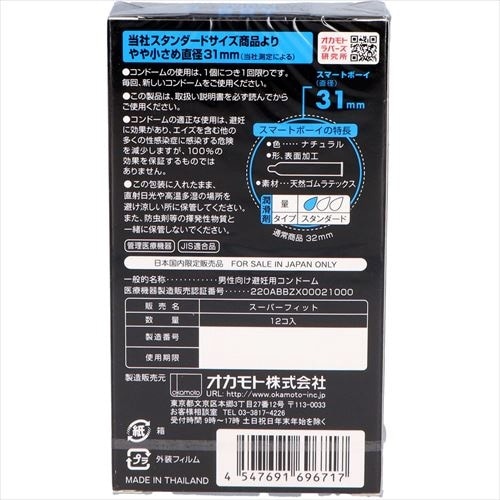 当社スタンダードサイズ商品より
やや小さめ直径31mm(当社測定による)
オカモト
ラバーズ
研究所
●コンドームの使用は、1個につき1回限りです。
毎回、新しいコンドームをご使用ください。
●この製品は、取扱い説明書を必ず読んでから
ご使用ください。
●コンドームの適正な使用は、避妊
に効果があり、エイズを含む他の
多くの性感染症に感染する危険
を減少しますが、100%の
効果を保証するものでは
ありません。
●この包装に入れたまま、
直射日光や高温多湿の場所を
避け涼しい所に保管してください。
また、防虫剤等の揮発性物質と
一緒に保管しないでください。
管理医療機器 JIS適合品
スマートボーイ
(直径)
31mm
スマートボーイの特長
●色……ナチュラル
●形、表面加工
●素材…天然ゴムラテックス
潤滑剤
量
タイプ スタンダード
通常商品 32mm
日本国内限定販売品 FOR SALE IN JAPAN ONLY
一般的名称――男性向け避妊用コンドーム
医療機器製造販売認証番号――220ABBZX00021000
販売名 スーパーフィット
数量 12コ入
製造番号
使用期限
製造販売元
okamoto
オカモト株式会社
URL: http://www.okamoto-inc.jp/
東京都文京区本郷3丁目27番12号 〒113-0033
お客様相談室 TEL 03-3817-4226
受付時間 9時~17時 土日祝日年末年始を除く
紙 箱
プラ 外装フィルム
MADE IN THAILAND
4 547691 696717